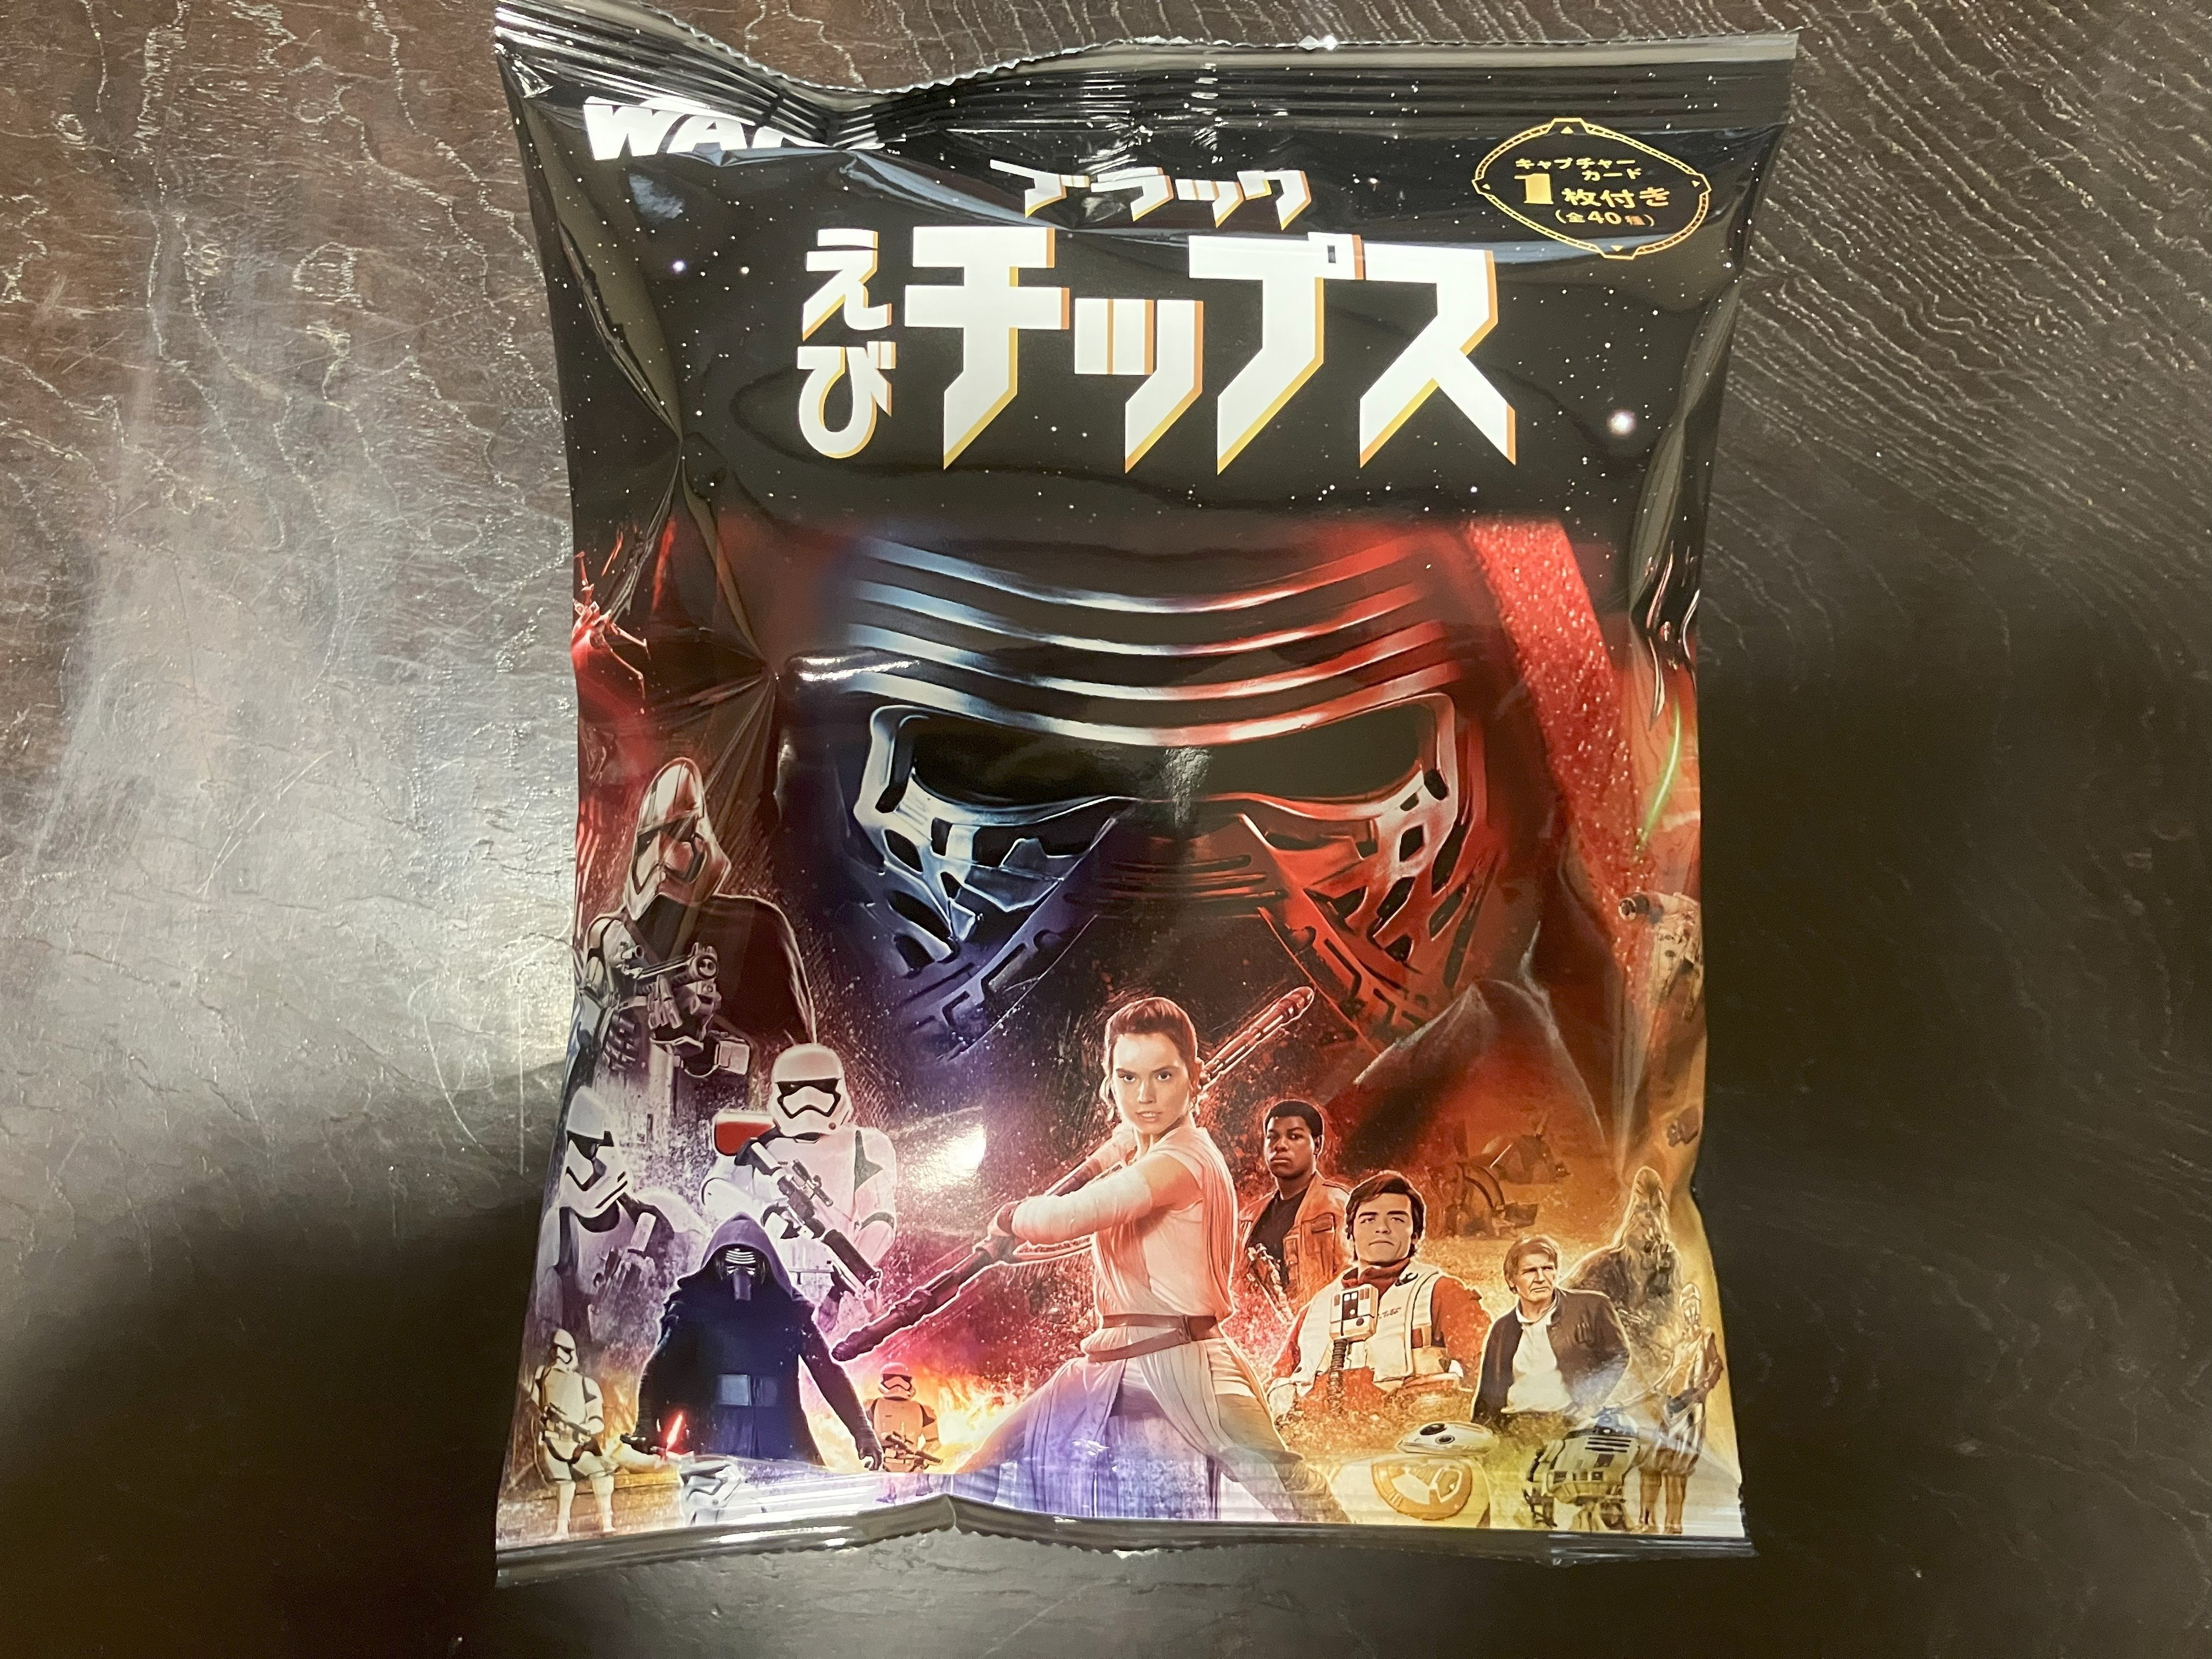 ブラック
えび
チップス
キャプチャー
カード
1枚付き
(全40種)